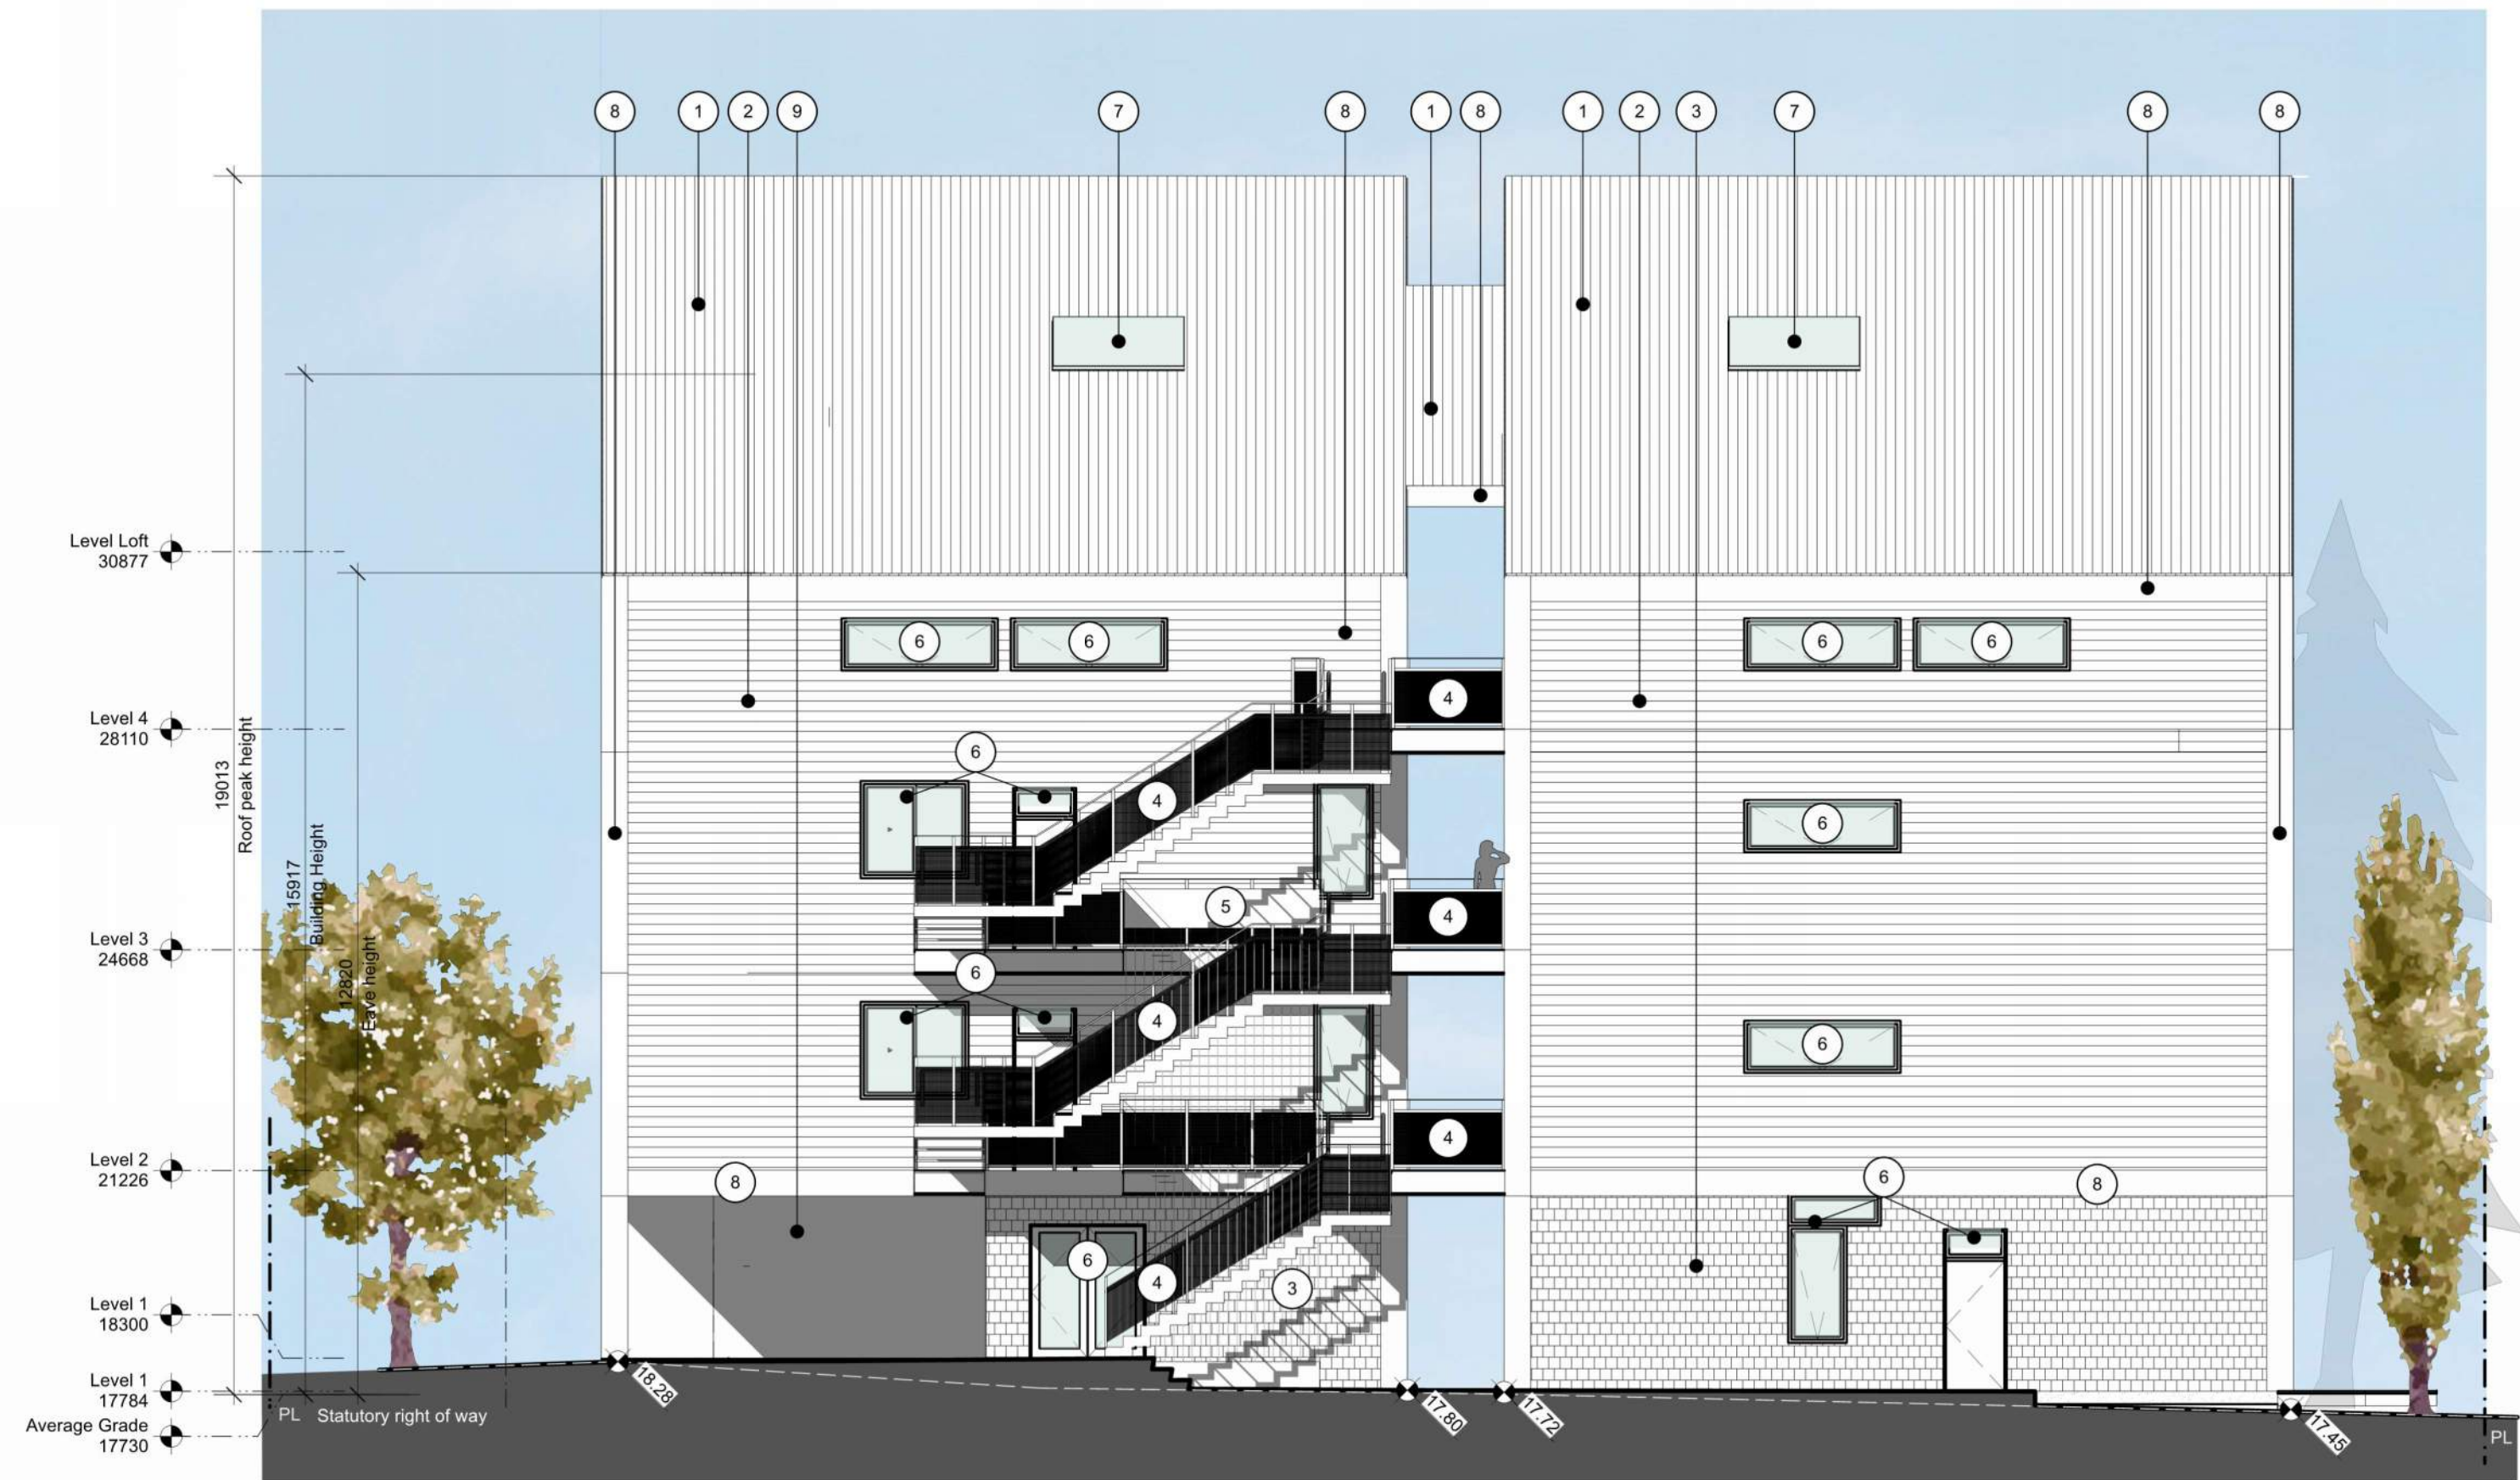 8 1 2 9 7 8 1 8 1 2 3 7 8 8
Level Loft
30877
6 6 6 6
4
Level 4
28110
19013
Roof peak height
6
4
6
15917
Building Height
5
4
Level 3
24668
12820
Eave height
6
4
6
4
Level 2
21226
8
6
8
6
4
3
Level 1
18300
18.28
Level 1
17784
17.80
17.72
17.45
PL Statutory right of way
Average Grade
17730
PL